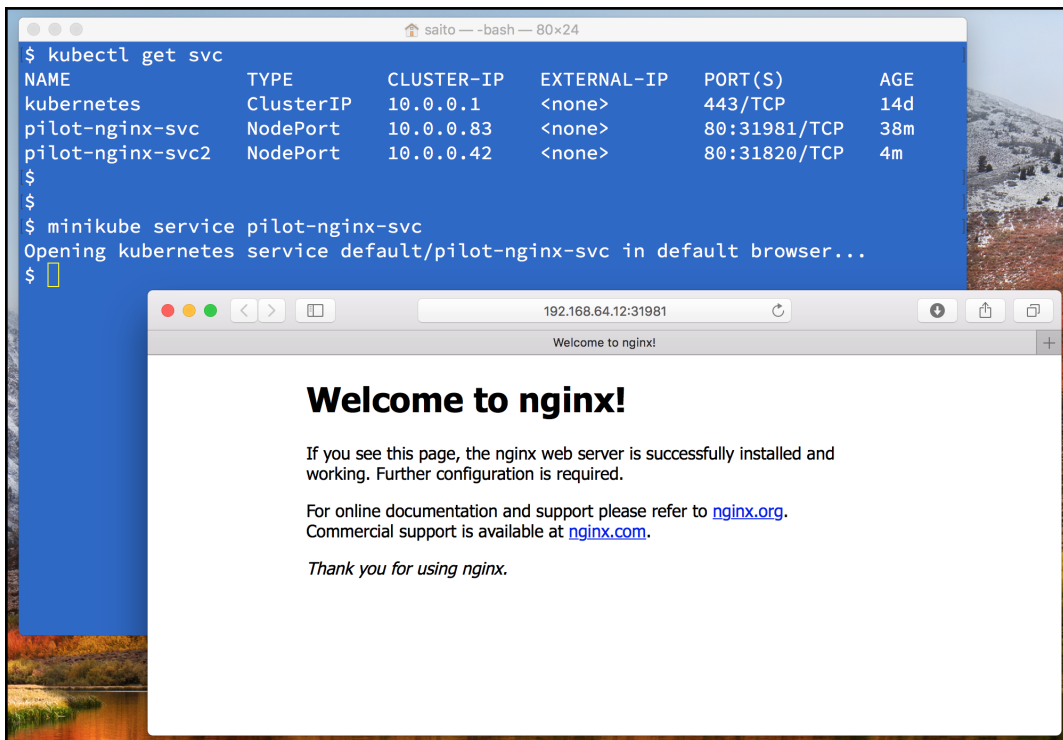 saito — -bash — 80×24
$ kubectl get svc
NAME TYPE CLUSTER-IP EXTERNAL-IP PORT(S) AGE
kubernetes ClusterIP 10.0.0.1 <none> 443/TCP 14d
pilot-nginx-svc NodePort 10.0.0.83 <none> 80:31981/TCP 38m
pilot-nginx-svc2 NodePort 10.0.0.42 <none> 80:31820/TCP 4m
$
$
$ minikube service pilot-nginx-svc
Opening kubernetes service default/pilot-nginx-svc in default browser...
$
192.168.64.12:31981
Welcome to nginx!
Welcome to nginx!
If you see this page, the nginx web server is successfully installed and
working. Further configuration is required.
For online documentation and support please refer to nginx.org.
Commercial support is available at nginx.com.
Thank you for using nginx.